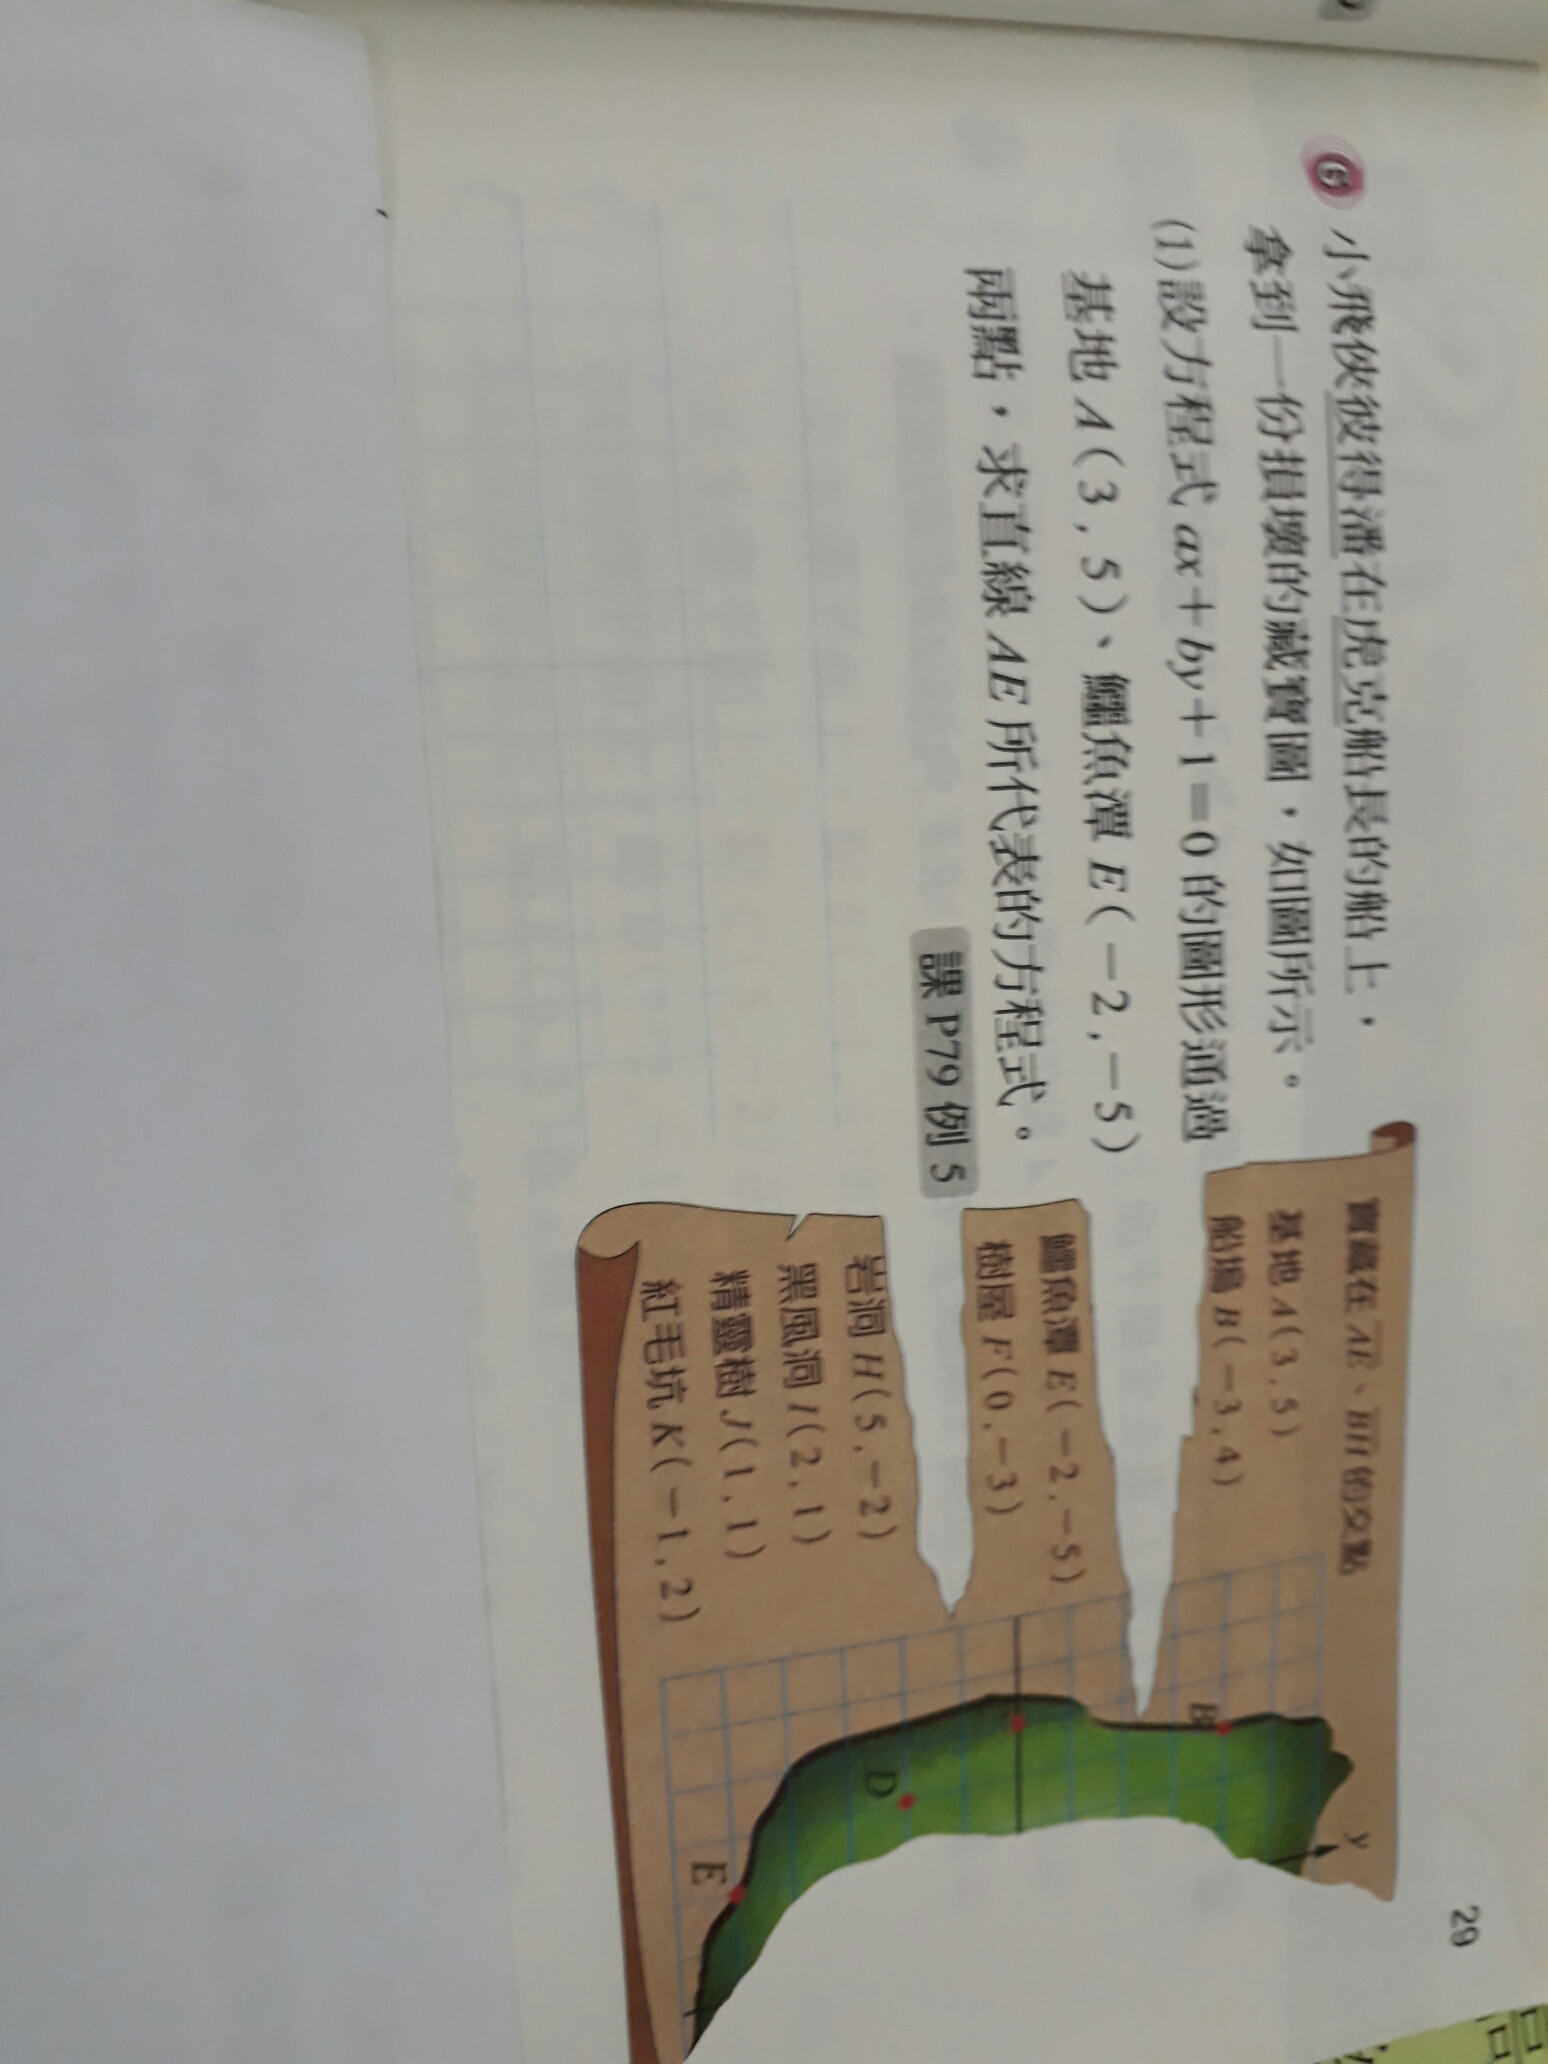 29
6 小飛俠彼得潘在虎克船長的船上，
拿到一份損壞的藏寶圖，如圖所示。
(1)設方程式 ax＋by＋1＝0 的圖形通過
基地 A(3,5)、鱷魚潭 E(－2,－5)
兩點，求直線 AE 所代表的方程式。
課 P79 例 5
寶藏在 AE、BH 的交點
基地 A(3,5)
船塢 B(－3,4)
鱷魚潭 E(－2,－5)
樹屋 F(0,－3)
岩洞 H(5,－2)
黑風洞 I(2,1)
精靈樹 J(1,1)
紅毛坑 K(－1,2)
y
B
D
E